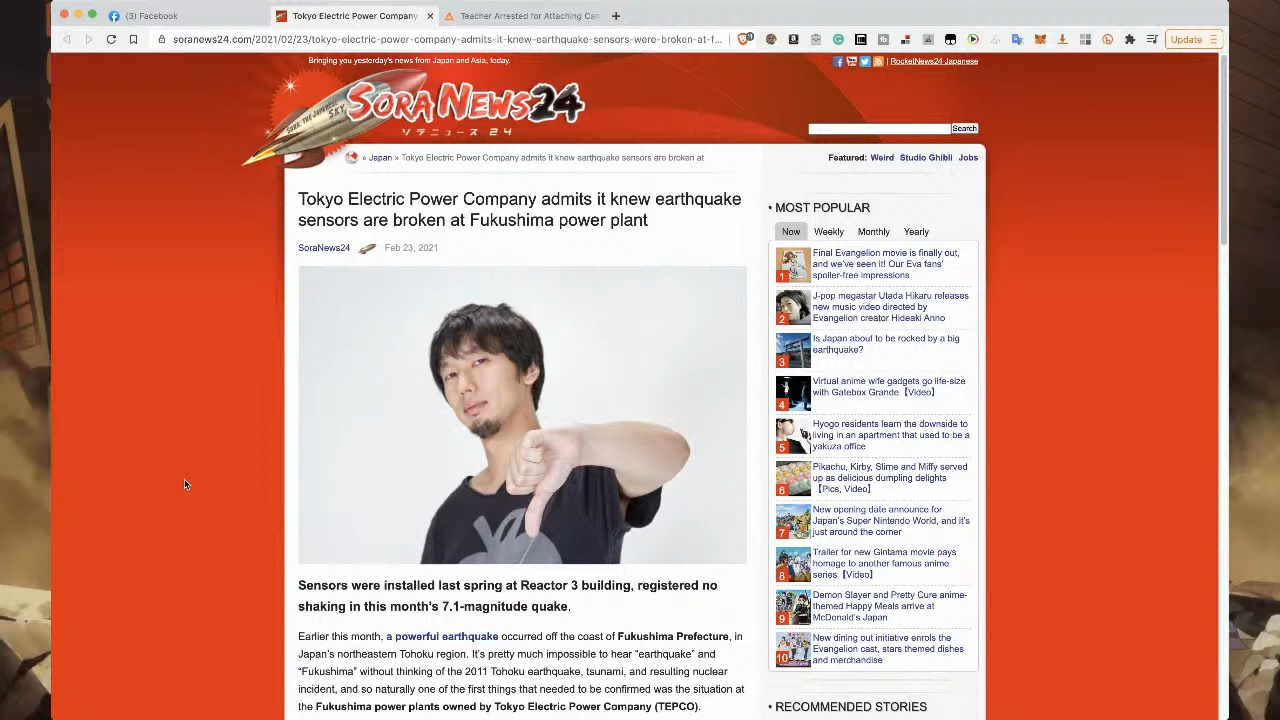 (3) Facebook
Tokyo Electric Power Company
Teacher Arrested for Attaching Cam
soranews24.com/2021/02/23/tokyo-electric-power-company-admits-it-knew-earthquake-sensors-were-broken-at-f...
Update
Bringing you yesterday's news from Japan and Asia, today.
RocketNews24 Japanese
SORA, THE JAPANESE SKY
SORA NEWS24
ソラニュース 24
Search
» Japan » Tokyo Electric Power Company admits it knew earthquake sensors are broken at
Featured: Weird Studio Ghibli Jobs
Tokyo Electric Power Company admits it knew earthquake
sensors are broken at Fukushima power plant
SoraNews24 Feb 23, 2021
Sensors were installed last spring at Reactor 3 building, registered no
shaking in this month's 7.1-magnitude quake.
Earlier this month, a powerful earthquake occurred off the coast of Fukushima Prefecture, in
Japan's northeastern Tohoku region. It's pretty much impossible to hear “earthquake” and
“Fukushima” without thinking of the 2011 Tohoku earthquake, tsunami, and resulting nuclear
incident, and so naturally one of the first things that needed to be confirmed was the situation at
the Fukushima power plants owned by Tokyo Electric Power Company (TEPCO).
• MOST POPULAR
Now Weekly Monthly Yearly
1
Final Evangelion movie is finally out,
and we've seen it! Our Eva fans'
spoiler-free impressions
2
J-pop megastar Utada Hikaru releases
new music video directed by
Evangelion creator Hideaki Anno
3
Is Japan about to be rocked by a big
earthquake?
4
Virtual anime wife gadgets go life-size
with Gatebox Grande【Video】
5
Hyogo residents learn the downside to
living in an apartment that used to be a
yakuza office
6
Pikachu, Kirby, Slime and Miffy served
up as delicious dumpling delights
【Pics, Video】
7
New opening date announce for
Japan's Super Nintendo World, and it's
just around the corner
8
Trailer for new Gintama movie pays
homage to another famous anime
series【Video】
9
Demon Slayer and Pretty Cure anime-
themed Happy Meals arrive at
McDonald's Japan
10
New dining out initiative enrols the
Evangelion cast, stars themed dishes
and merchandise
• RECOMMENDED STORIES